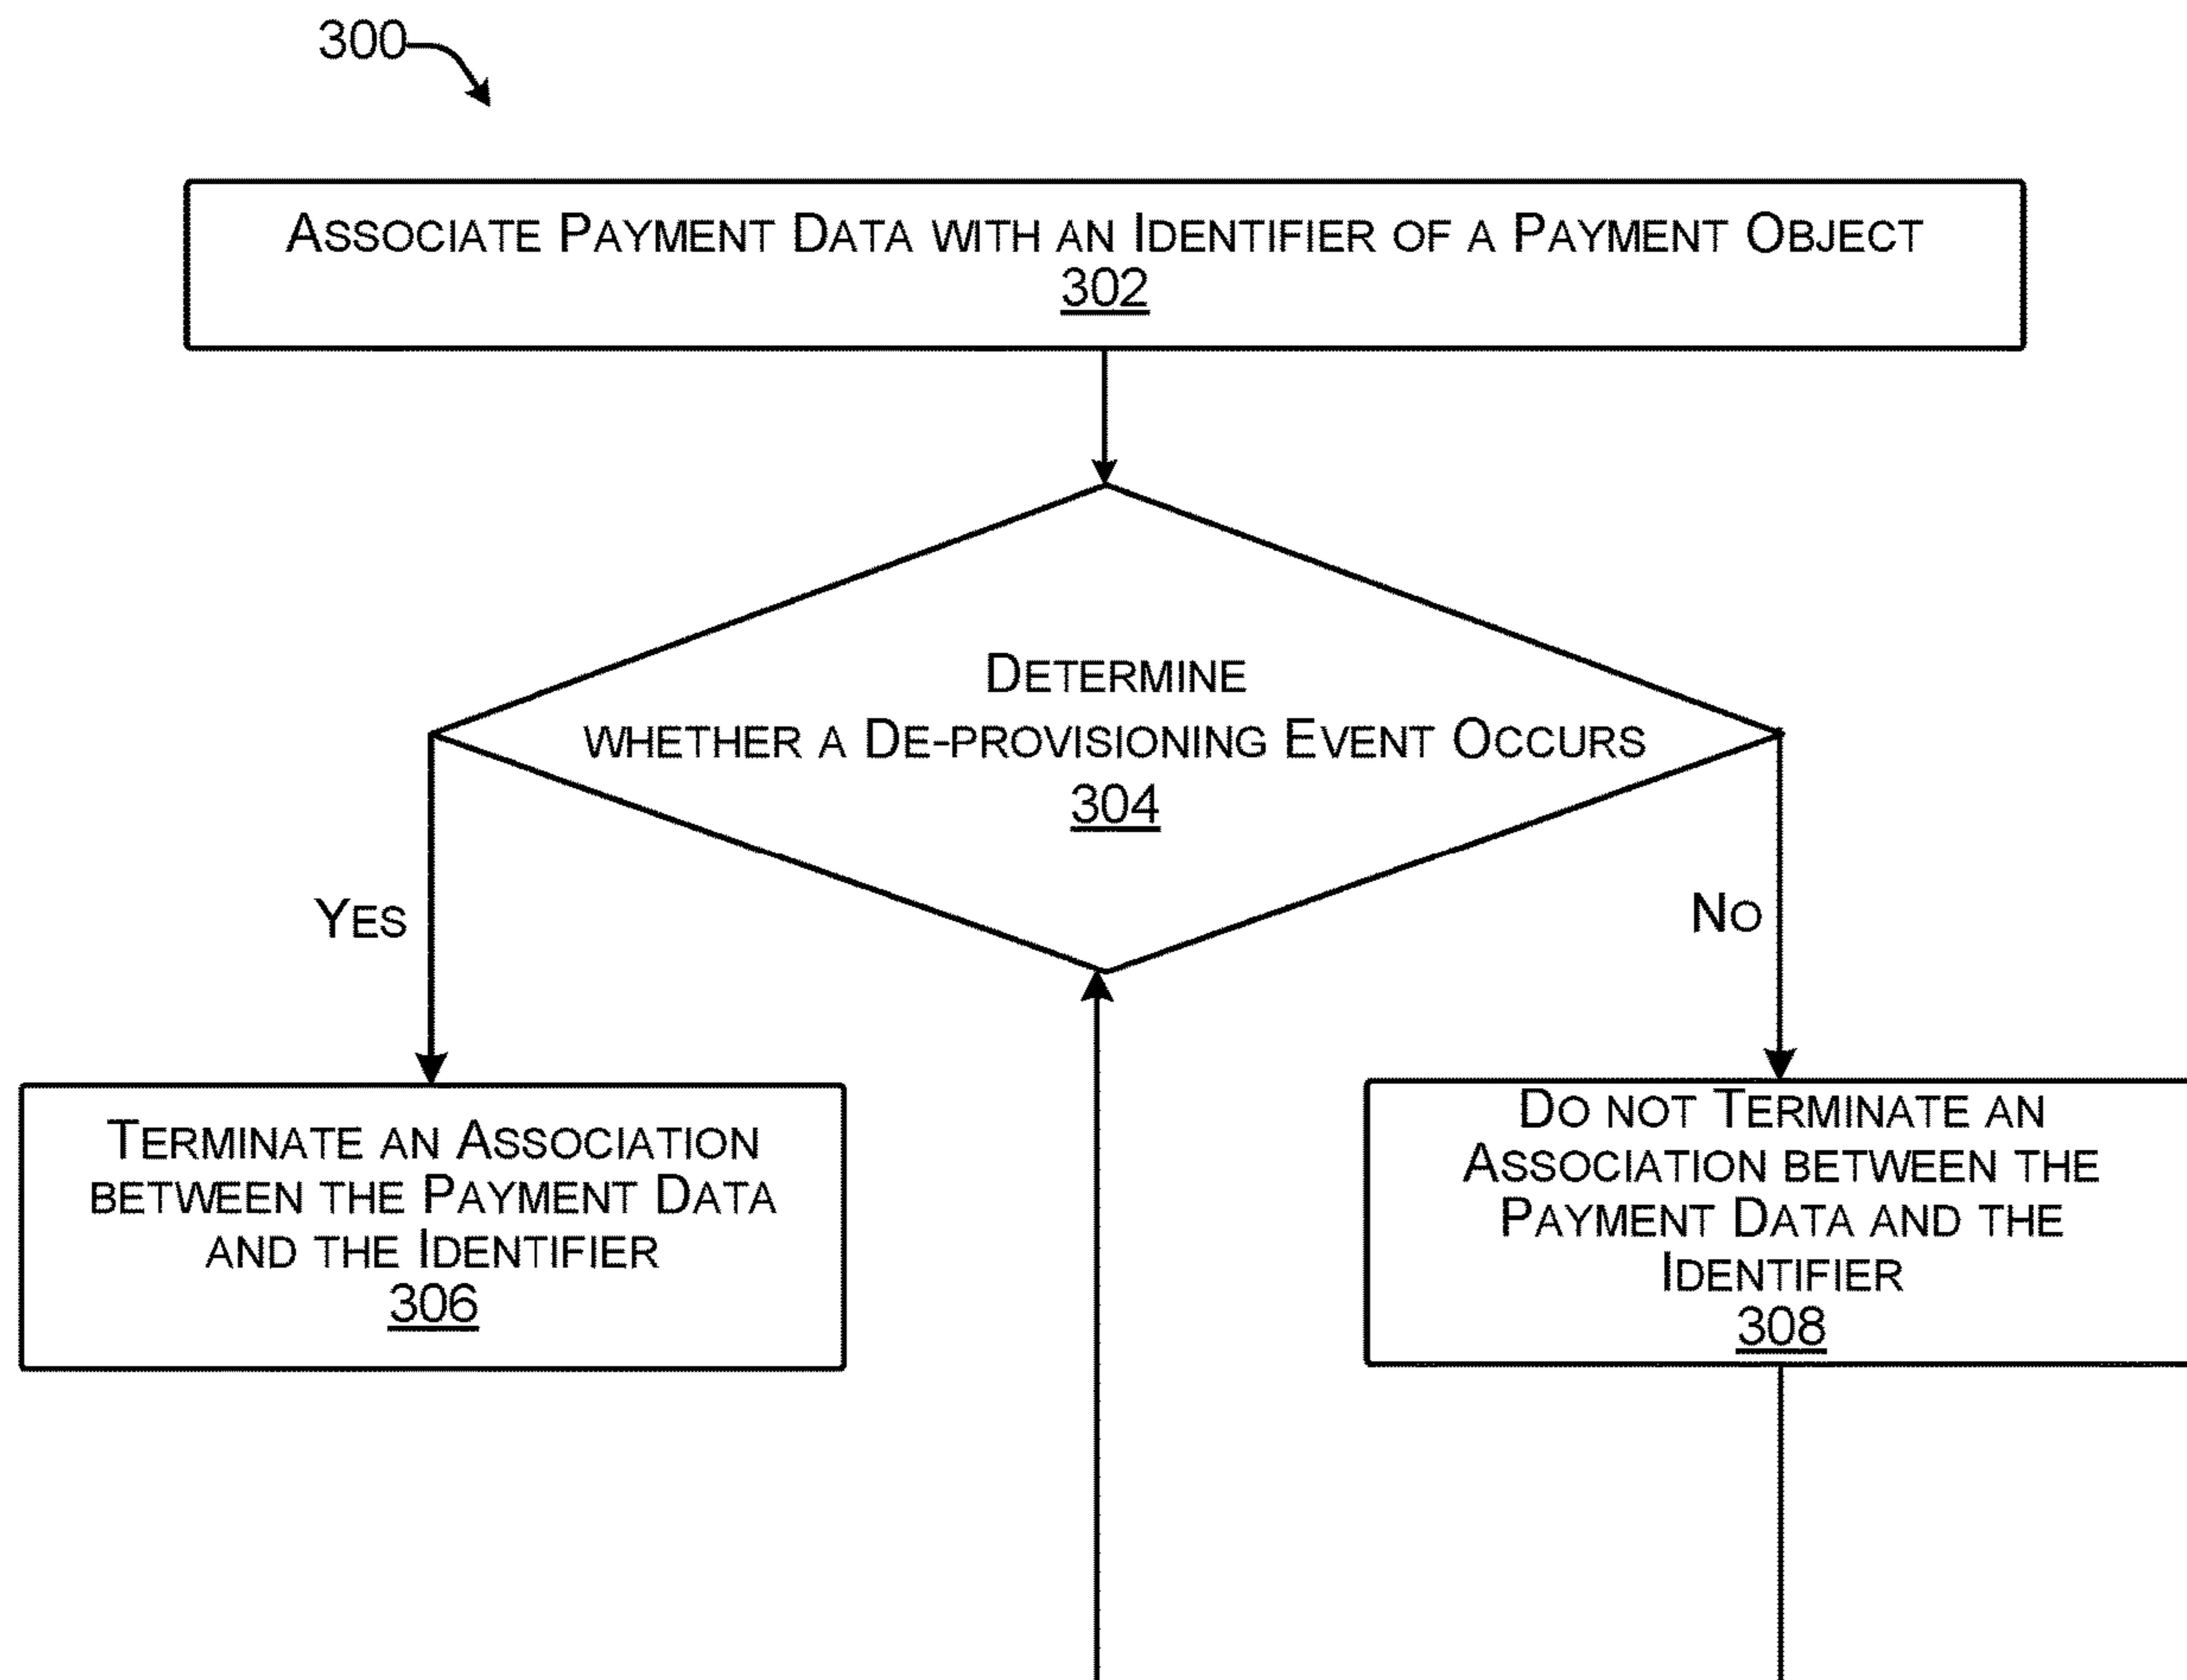 300
Associate Payment Data with an Identifier of a Payment Object
302
Determine
whether a De-provisioning Event Occurs
304
Yes
No
Terminate an Association
between the Payment Data
and the Identifier
306
Do not Terminate an
Association between the
Payment Data and the
Identifier
308